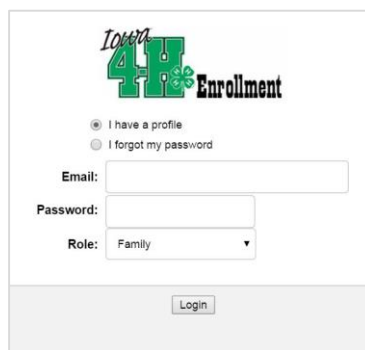 Iowa
4-H Enrollment
I have a profile
I forgot my password
Email:
Password:
Role: Family
Login